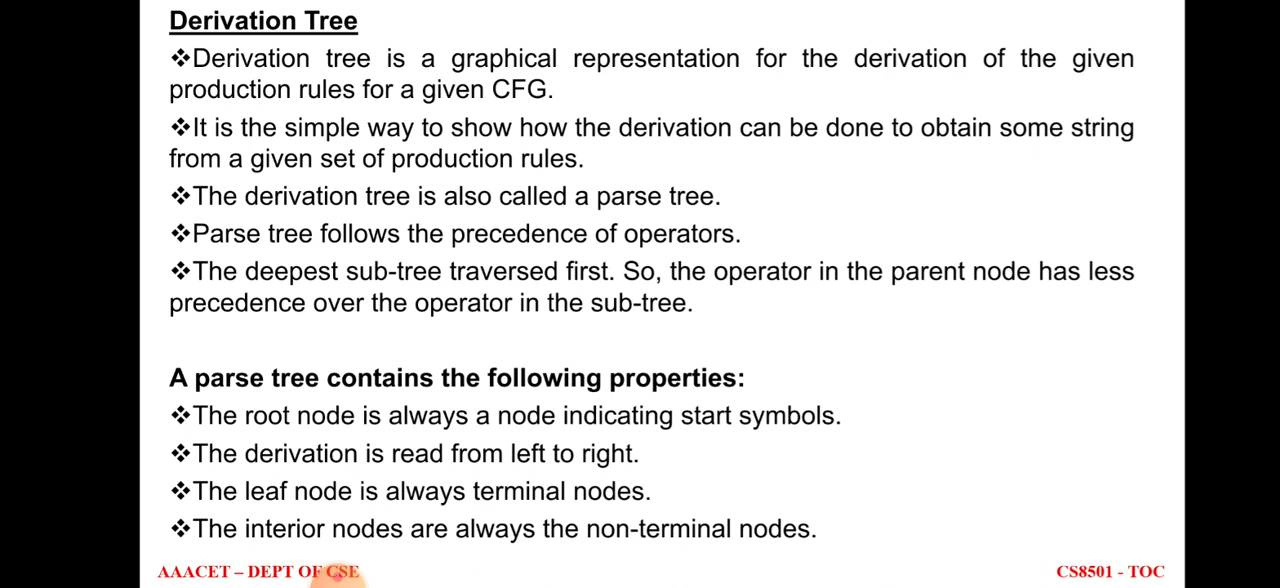 Derivation Tree
❖Derivation tree is a graphical representation for the derivation of the given
production rules for a given CFG.
❖It is the simple way to show how the derivation can be done to obtain some string
from a given set of production rules.
❖The derivation tree is also called a parse tree.
❖Parse tree follows the precedence of operators.
❖The deepest sub-tree traversed first. So, the operator in the parent node has less
precedence over the operator in the sub-tree.
A parse tree contains the following properties:
❖The root node is always a node indicating start symbols.
❖The derivation is read from left to right.
❖The leaf node is always terminal nodes.
❖The interior nodes are always the non-terminal nodes.
AAACET – DEPT OF CSE
CS8501 - TOC